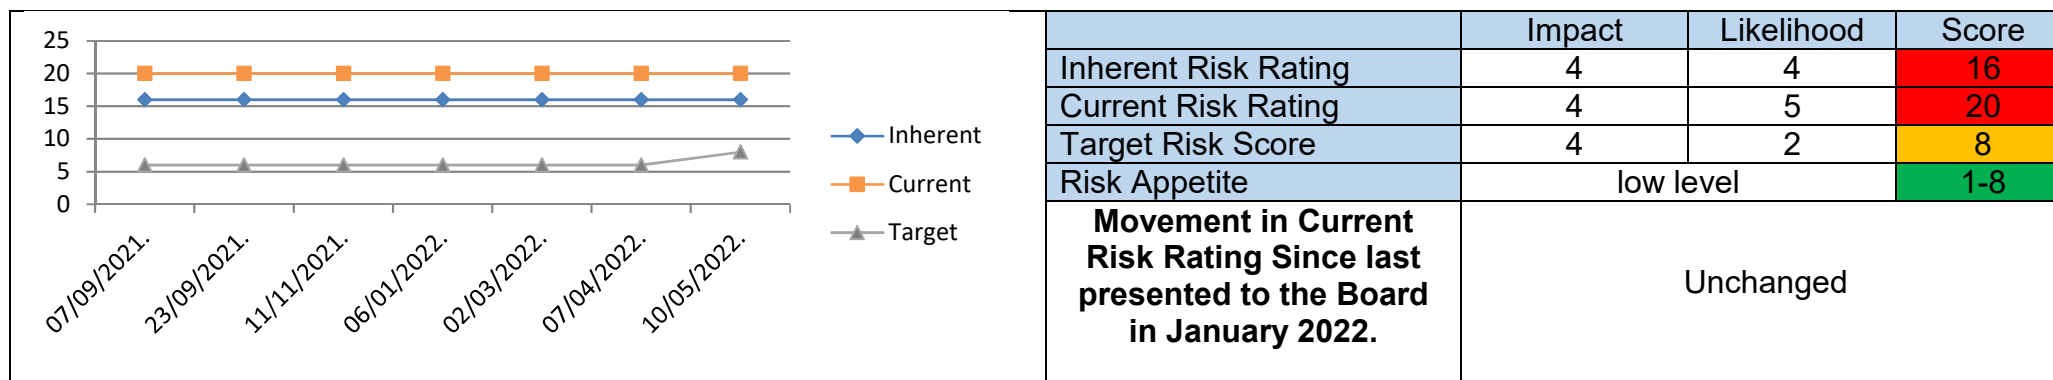 25
20
15
10
5
0
07/09/2021.
23/09/2021.
11/11/2021.
06/01/2022.
02/03/2022.
07/04/2022.
10/05/2022.
Inherent
Current
Target
Impact Likelihood Score
Inherent Risk Rating 4 4 16
Current Risk Rating 4 5 20
Target Risk Score 4 2 8
Risk Appetite low level 1-8
Movement in Current
Risk Rating Since last
presented to the Board
in January 2022.
Unchanged